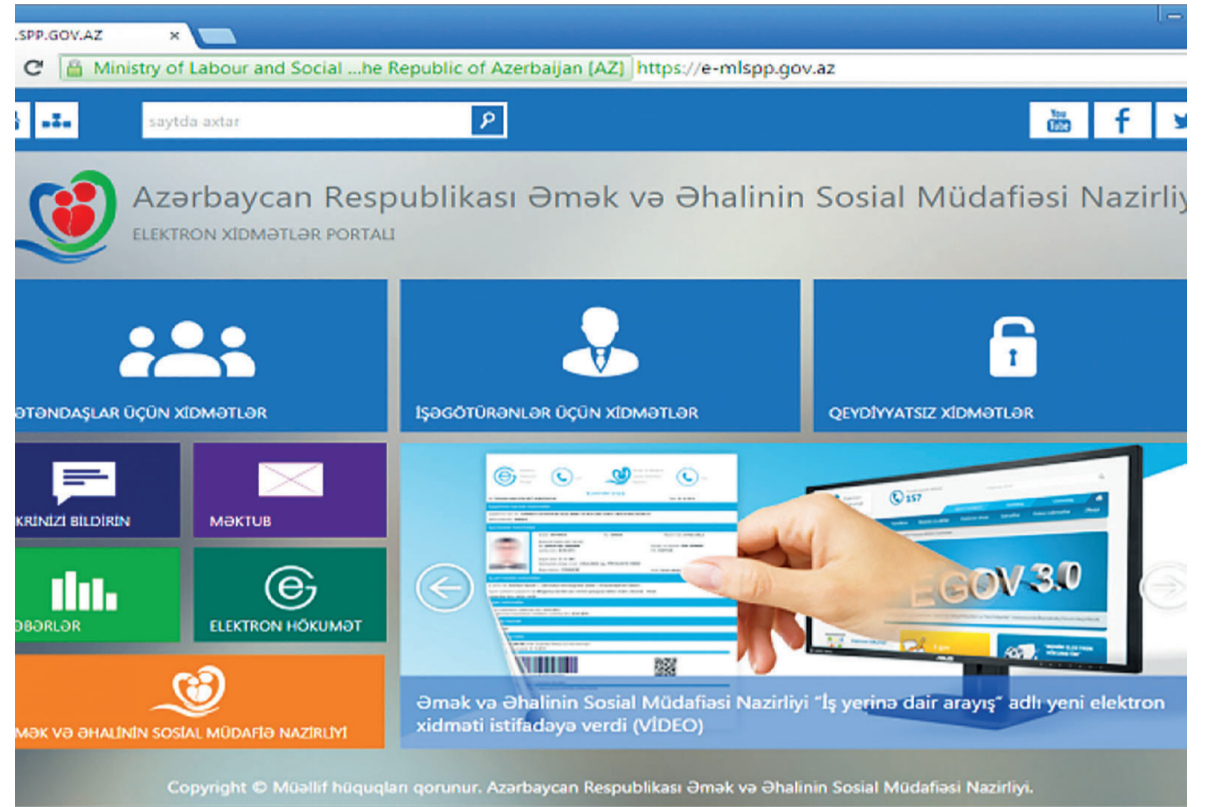 .SPP.GOV.AZ
Ministry of Labour and Social ...he Republic of Azerbaijan [AZ] https://e-mlspp.gov.az
saytda axtar
You Tube
Azərbaycan Respublikası Əmək və Əhalinin Sosial Müdafiəsi Nazirliy
ELEKTRON XİDMƏTLƏR PORTALI
ƏTƏNDAŞLAR ÜÇÜN XİDMƏTLƏR
İŞƏGÖTÜRƏNLƏR ÜÇÜN XİDMƏTLƏR
QEYDİYYATSIZ XİDMƏTLƏR
KRİNİZİ BİLDİRİN
MƏKTUB
ƏBƏRLƏR
ELEKTRON HÖKUMƏT
157
EGOV 3.0
ƏMƏK VƏ ƏHALİNİN SOSİAL MÜDAFİƏ NAZİRLİYİ
Əmək və Əhalinin Sosial Müdafiəsi Nazirliyi "İş yerinə dair arayış" adlı yeni elektron
xidməti istifadəyə verdi (VİDEO)
Copyright © Müəllif hüquqları qorunur. Azərbaycan Respublikası Əmək və Əhalinin Sosial Müdafiəsi Nazirliyi.